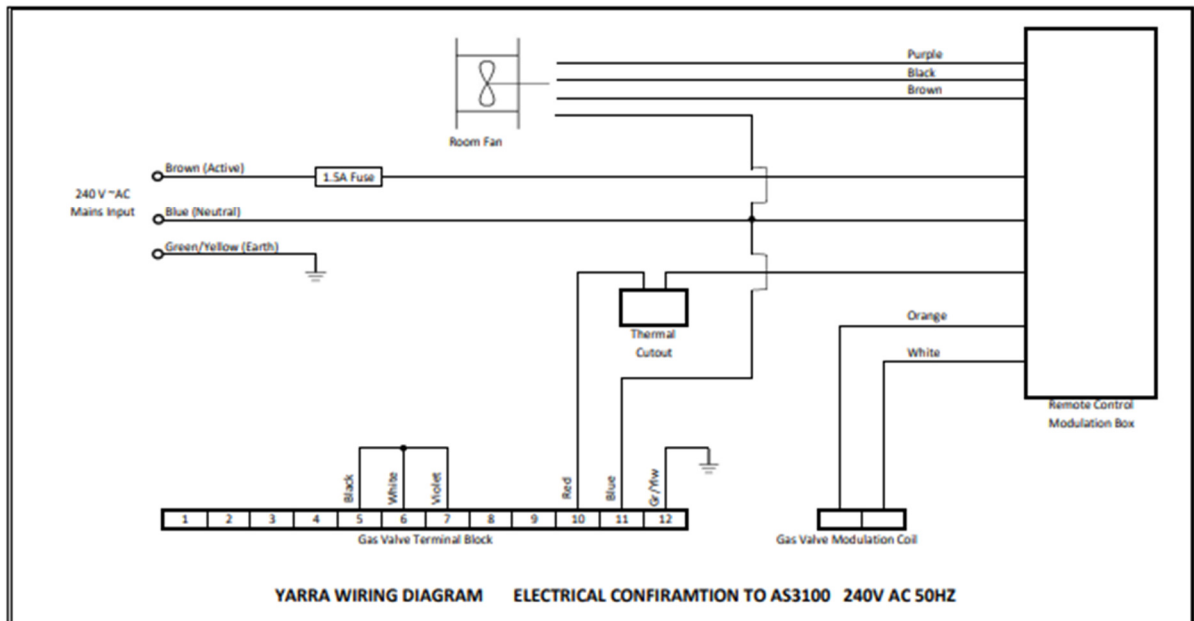 Purple
Black
Brown
Room Fan
Brown (Active)
1.5A Fuse
240 V ~AC
Mains Input
Blue (Neutral)
Green/Yellow (Earth)
Thermal
Cutout
Orange
White
Remote Control
Modulation Box
Black
White
Violet
Red
Blue
Gr/Ylw
1 2 3 4 5 6 7 8 9 10 11 12
Gas Valve Terminal Block
Gas Valve Modulation Coil
YARRA WIRING DIAGRAM ELECTRICAL CONFIRAMTION TO AS3100 240V AC 50HZ